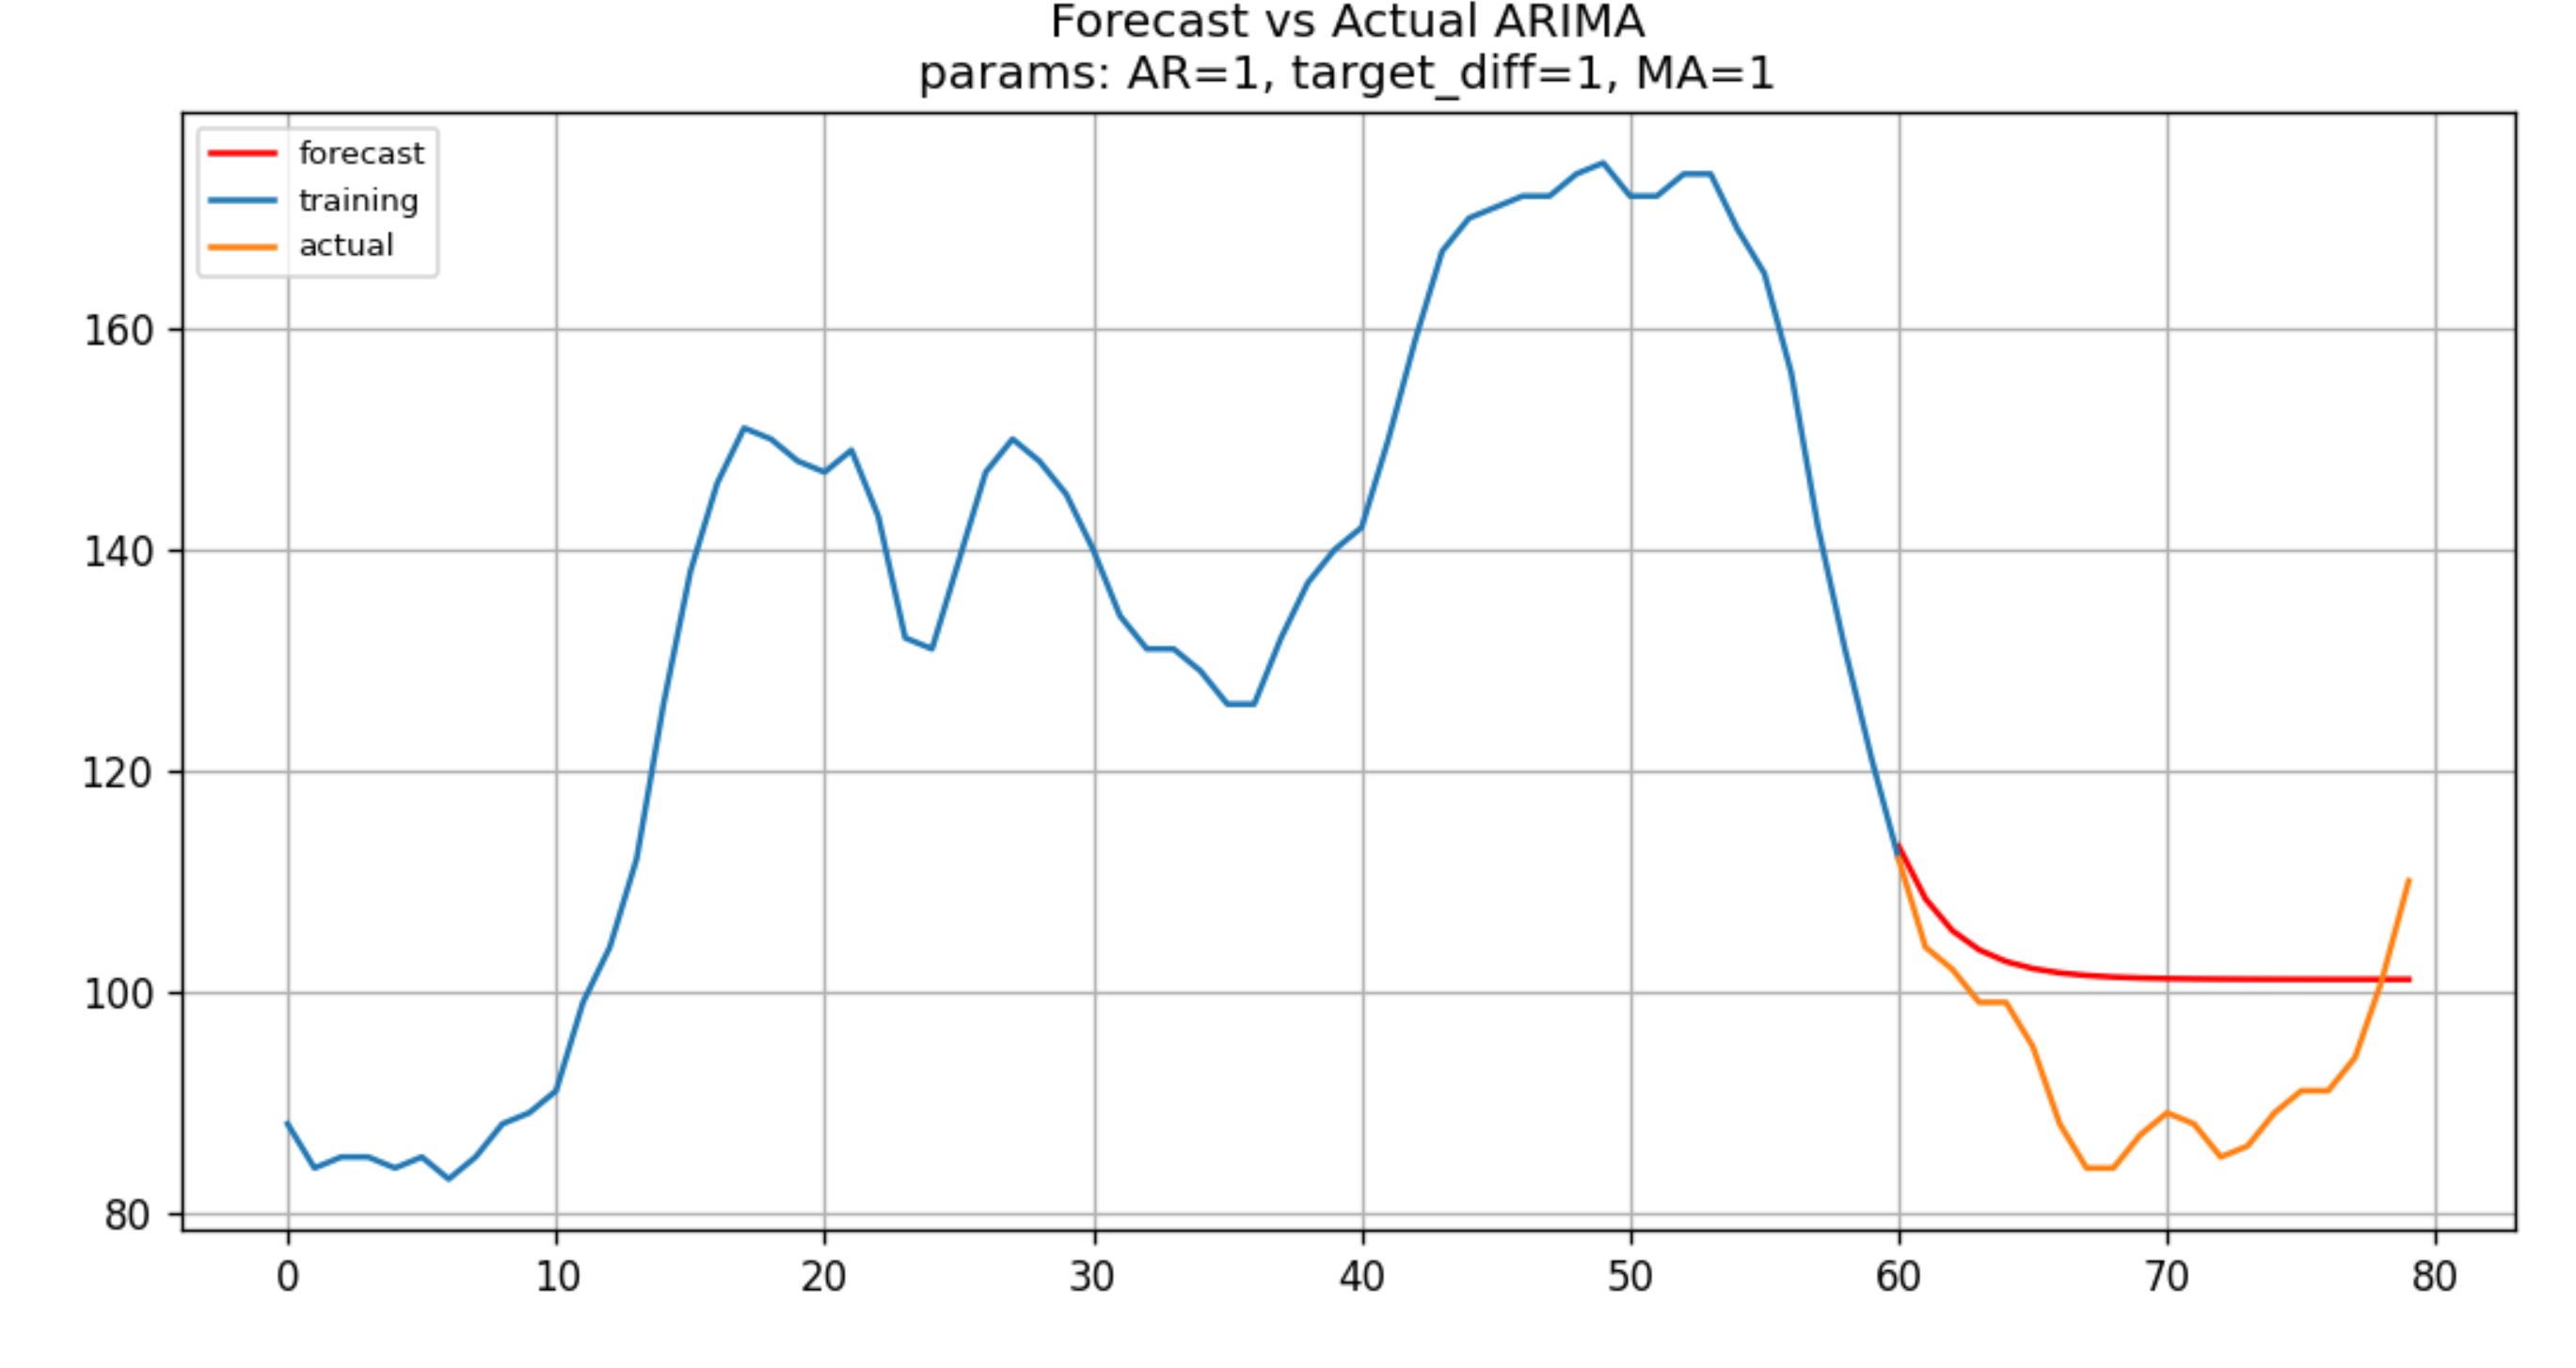 Forecast vs Actual ARIMA
params: AR=1, target_diff=1, MA=1
forecast
training
actual
160
140
120
100
80
0 10 20 30 40 50 60 70 80